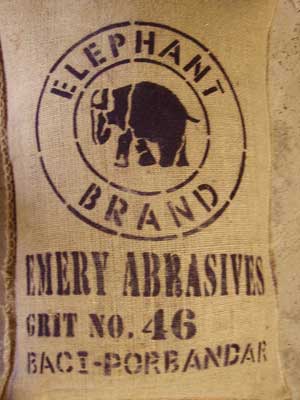 ELEPHANT
BRAND
EMERY ABRASIVES
GRIT NO. 46
BACI-PORBANDAR